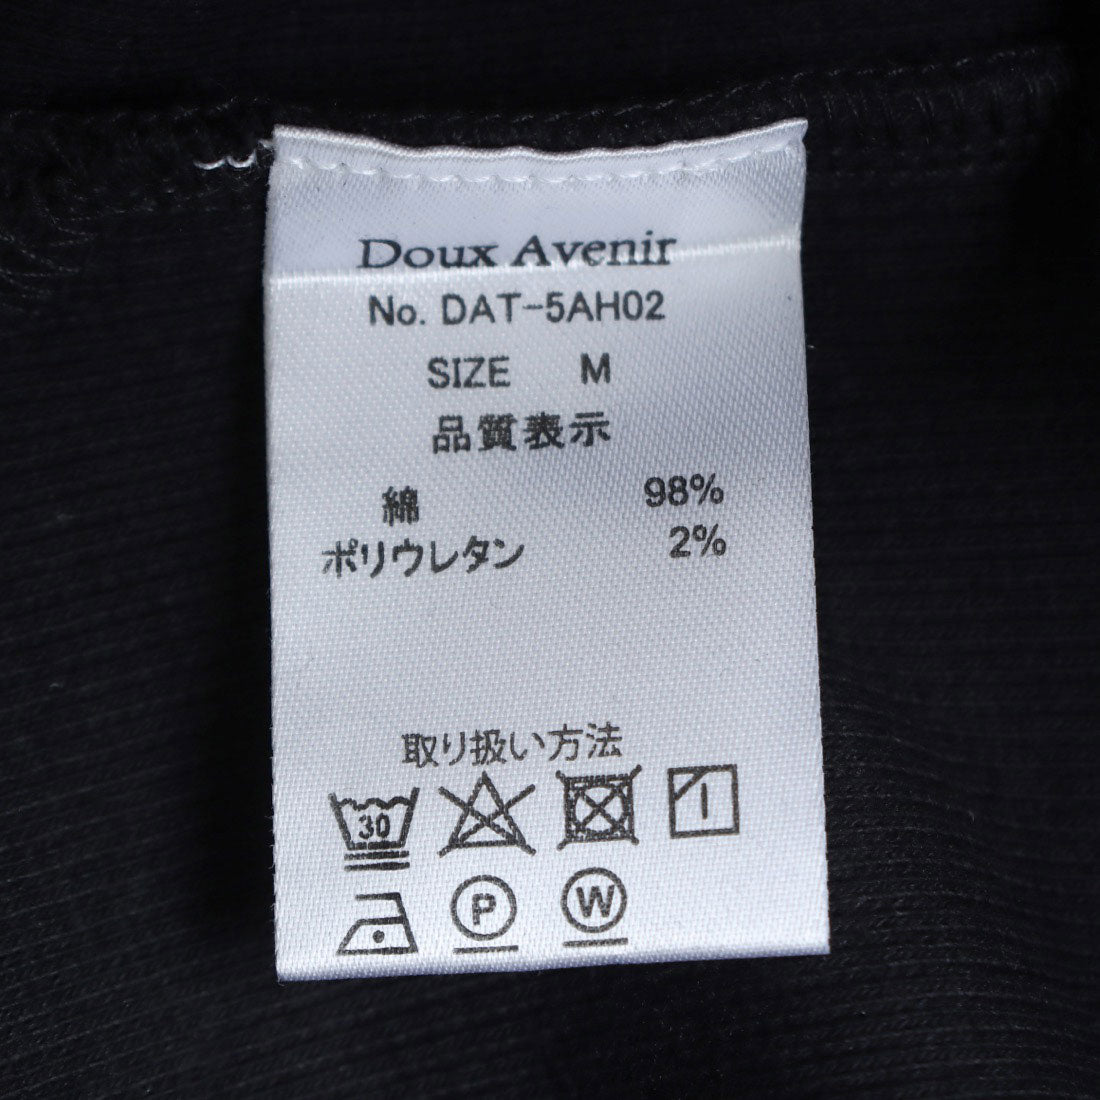 Doux Avenir
No. DAT-5AH02
SIZE M
品質表示
綿 98%
ポリウレタン 2%
取り扱い方法
30
P W